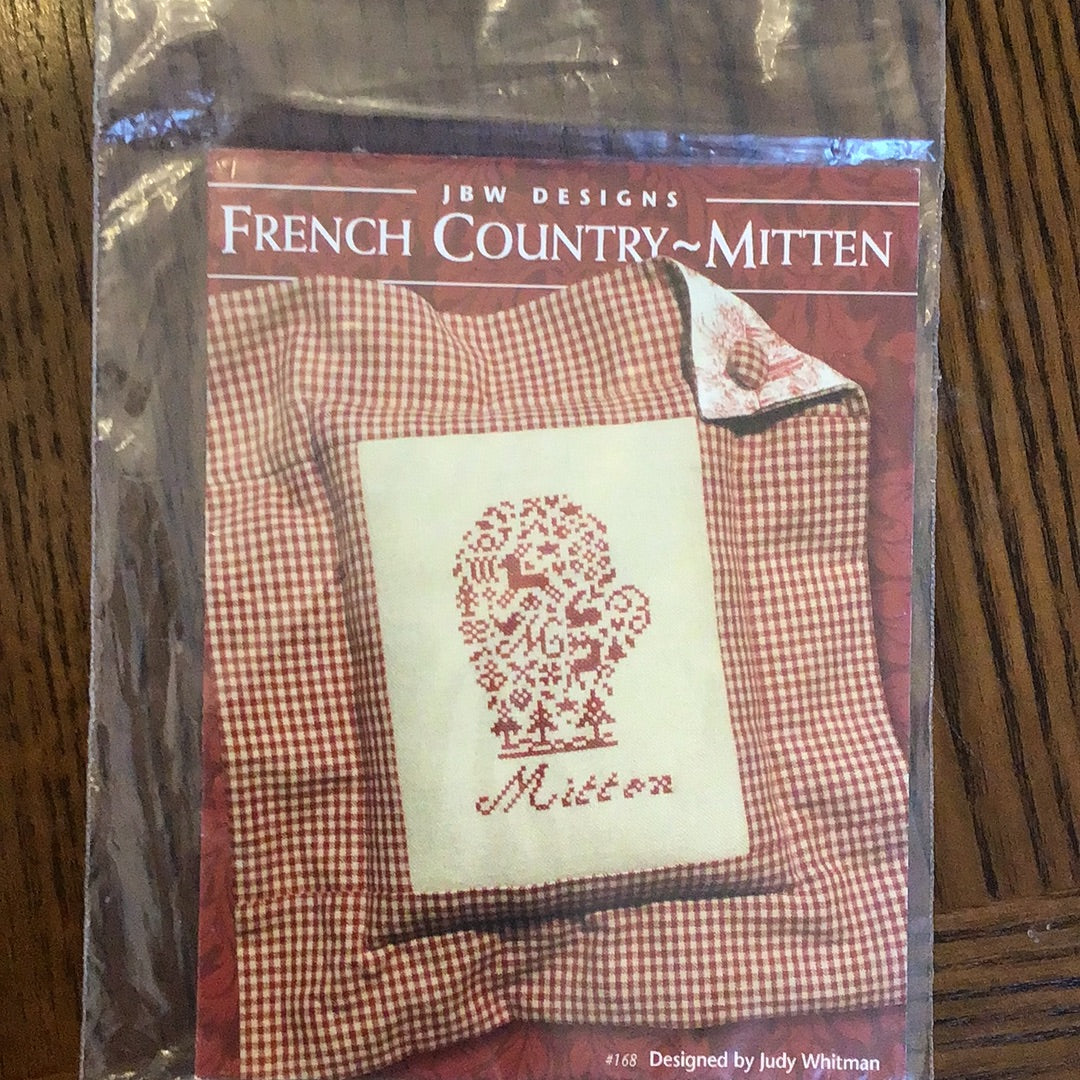 JBW DESIGNS
FRENCH COUNTRY~MITTEN
M
Mitten
#168 Designed by Judy Whitman